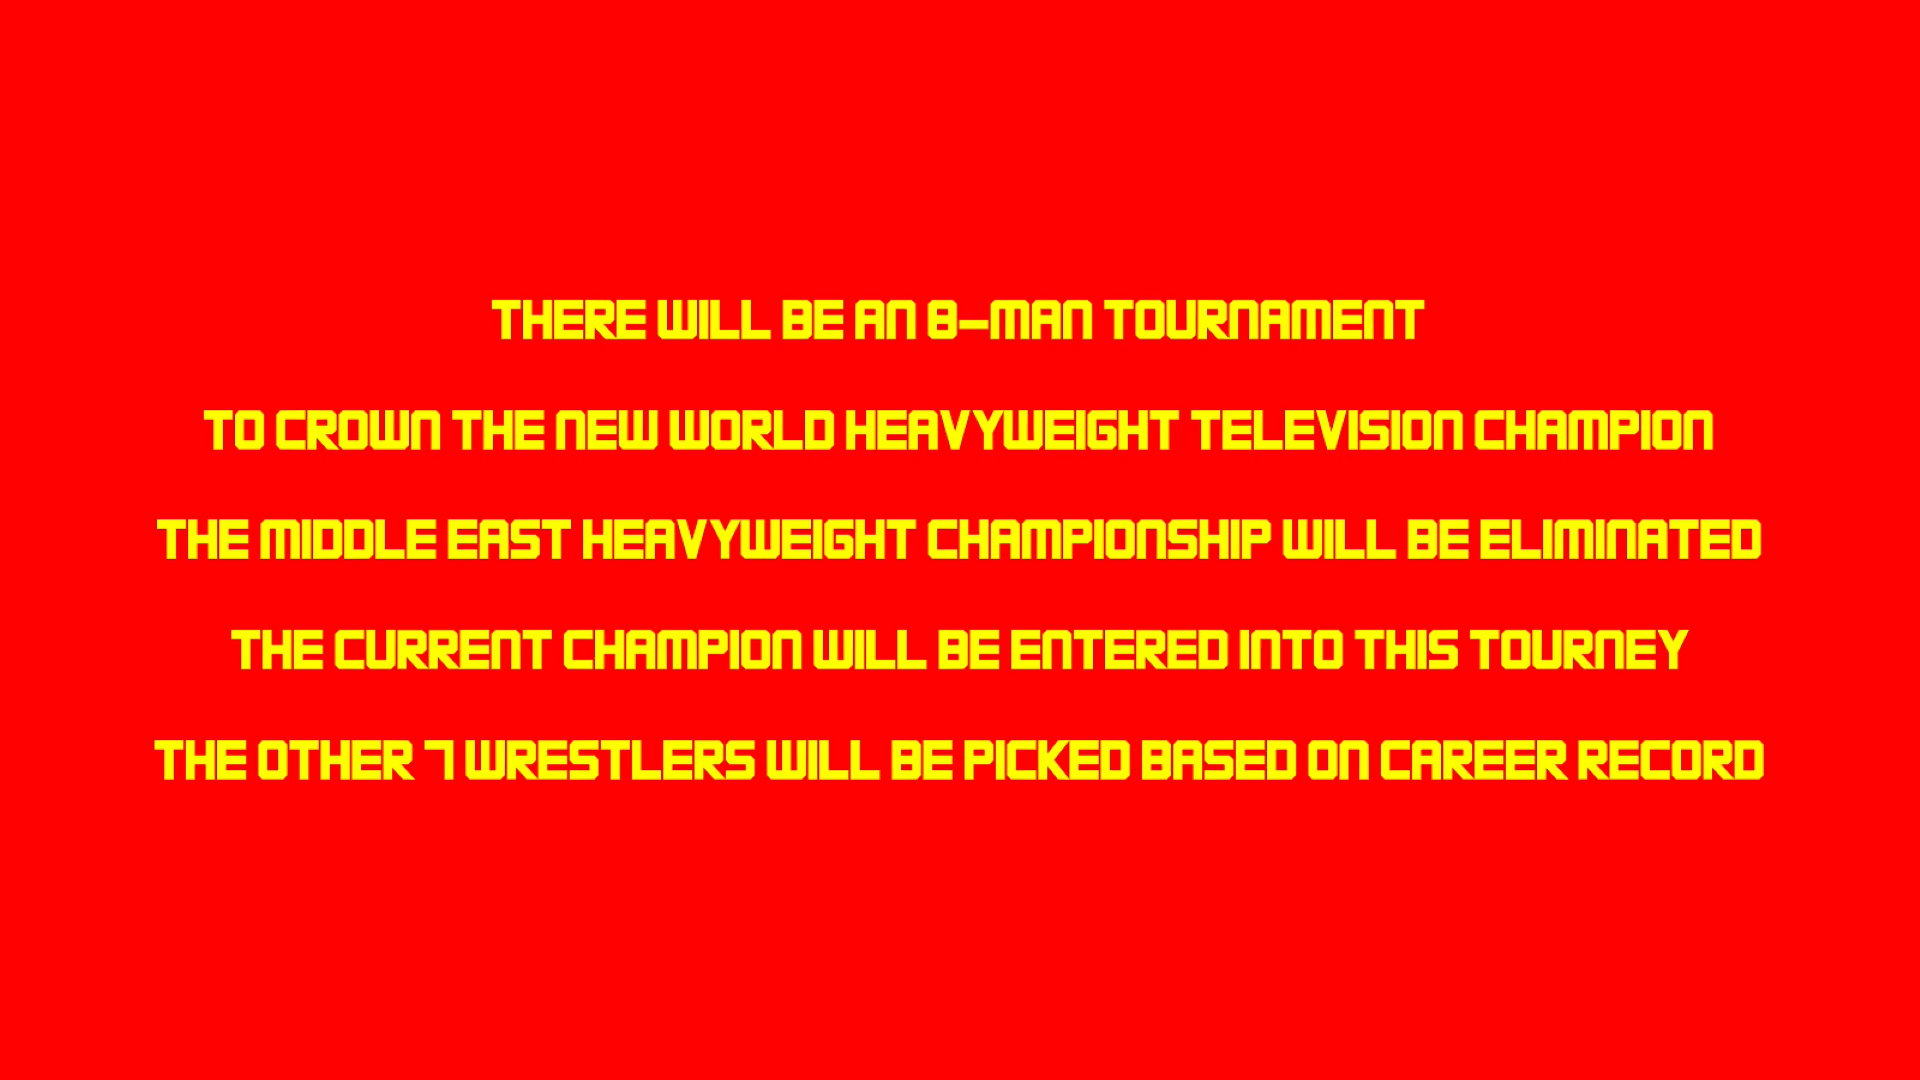 THERE WILL BE AN 8-MAN TOURNAMENT
TO CROWN THE NEW WORLD HEAVYWEIGHT TELEVISION CHAMPION
THE MIDDLE EAST HEAVYWEIGHT CHAMPIONSHIP WILL BE ELIMINATED
THE CURRENT CHAMPION WILL BE ENTERED INTO THIS TOURNEY
THE OTHER 7 WRESTLERS WILL BE PICKED BASED ON CAREER RECORD